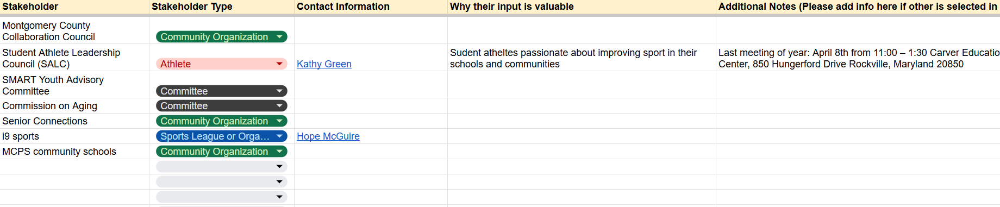 Stakeholder Stakeholder Type Contact Information Why their input is valuable Additional Notes (Please add info here if other is selected in
Montgomery County
Collaboration Council Community Organization
Student Athlete Leadership Sudent atheltes passionate about improving sport in their Last meeting of year: April 8th from 11:00 – 1:30 Carver Educatio
Council (SALC) Athlete Kathy Green schools and communities Center, 850 Hungerford Drive Rockville, Maryland 20850
SMART Youth Advisory
Committee Committee
Commission on Aging Committee
Senior Connections Community Organization
i9 sports Sports League or Orga... Hope McGuire
MCPS community schools Community Organization